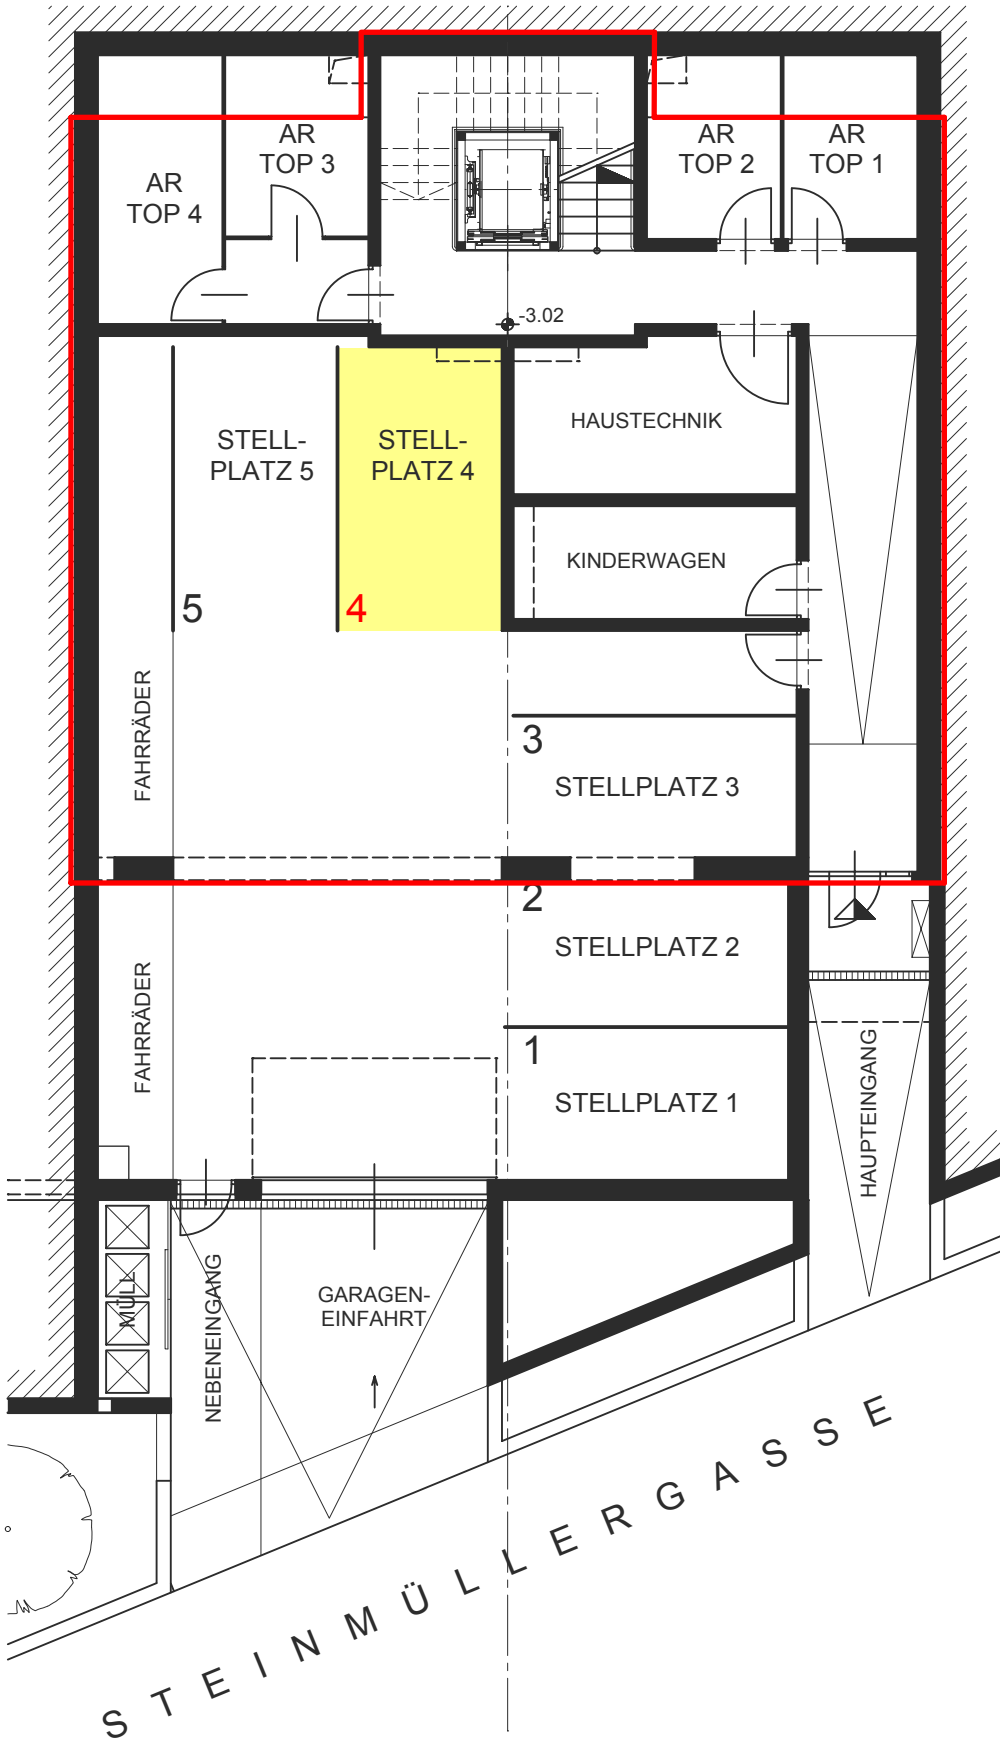 AR
TOP 4
AR
TOP 3
AR
TOP 2
AR
TOP 1
-3.02
STELL-
PLATZ 5
STELL-
PLATZ 4
HAUSTECHNIK
KINDERWAGEN
5
4
FAHRRÄDER
3
STELLPLATZ 3
2
STELLPLATZ 2
FAHRRÄDER
1
STELLPLATZ 1
HAUPTEINGANG
MÜLL
NEBENEINGANG
GARAGEN-
EINFAHRT
STEINMÜLLERGASSE